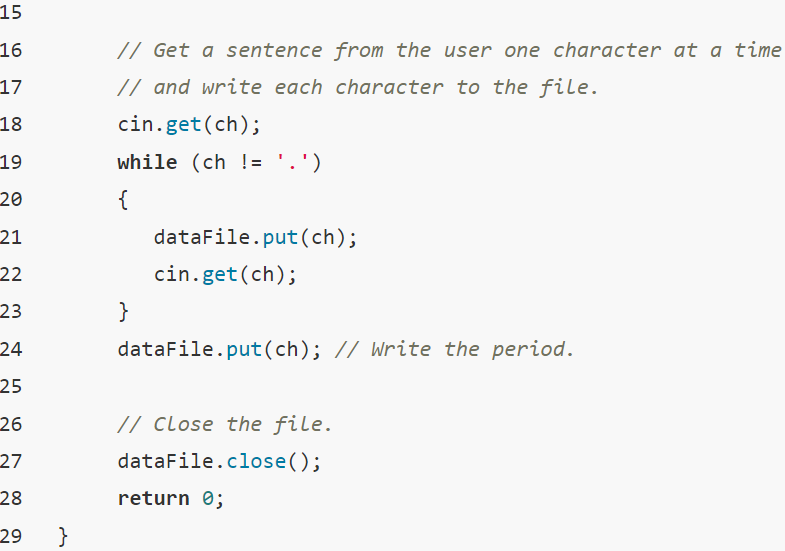 15
16 // Get a sentence from the user one character at a time
17 // and write each character to the file.
18 cin.get(ch);
19 while (ch != '.')
20 {
21 dataFile.put(ch);
22 cin.get(ch);
23 }
24 dataFile.put(ch); // Write the period.
25
26 // Close the file.
27 dataFile.close();
28 return 0;
29 }